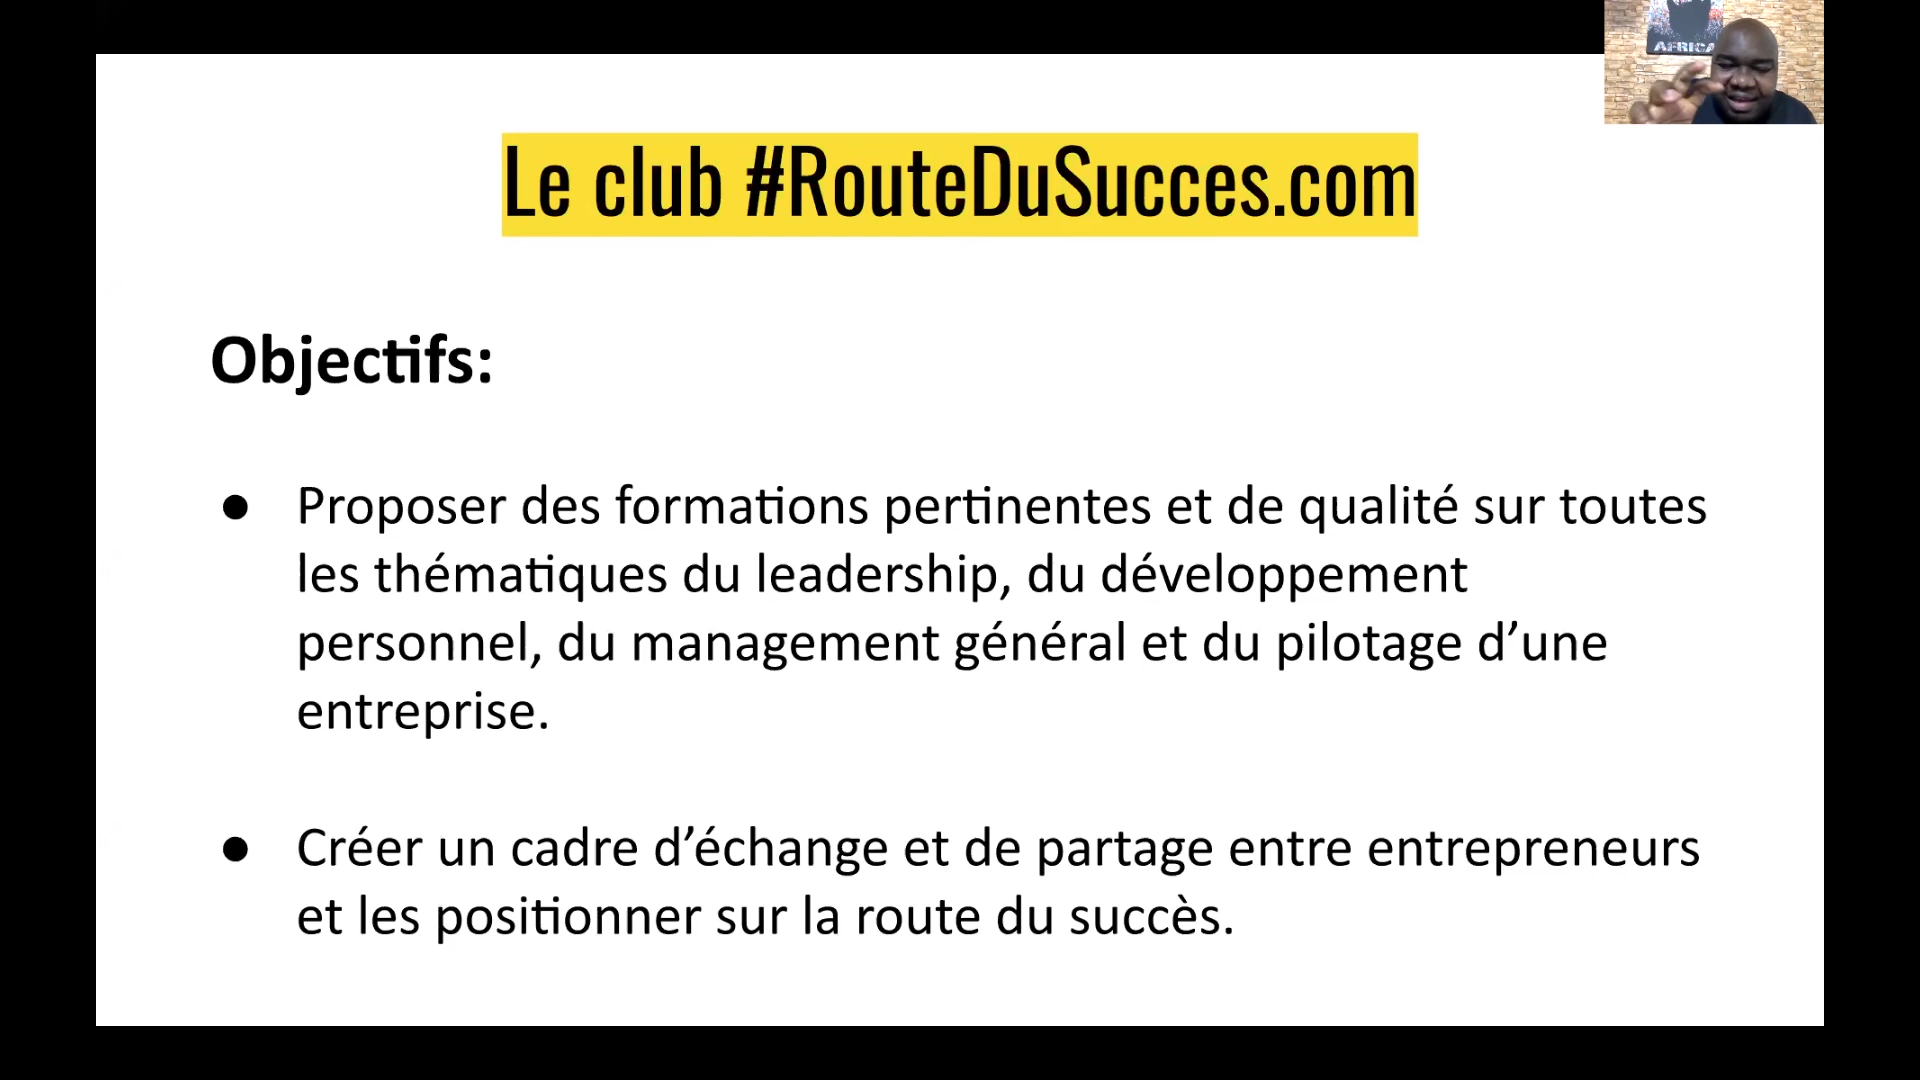 AFRICA
Le club #RouteDuSucces.com
Objectifs:
● Proposer des formations pertinentes et de qualité sur toutes
les thématiques du leadership, du développement
personnel, du management général et du pilotage d’une
entreprise.
● Créer un cadre d’échange et de partage entre entrepreneurs
et les positionner sur la route du succès.